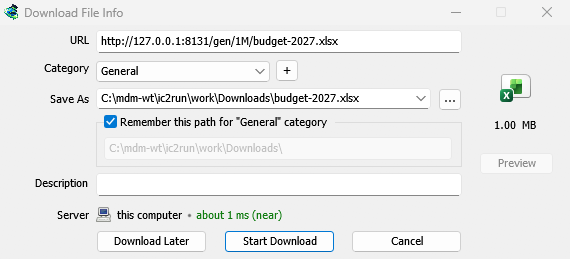 Download File Info
URL http://127.0.0.1:8131/gen/1M/budget-2027.xlsx
Category General +
Save As C:\mdm-wt\ic2run\work\Downloads\budget-2027.xlsx ...
1.00 MB
Remember this path for "General" category
C:\mdm-wt\ic2run\work\Downloads\
Preview
Description
Server this computer • about 1 ms (near)
Download Later Start Download Cancel